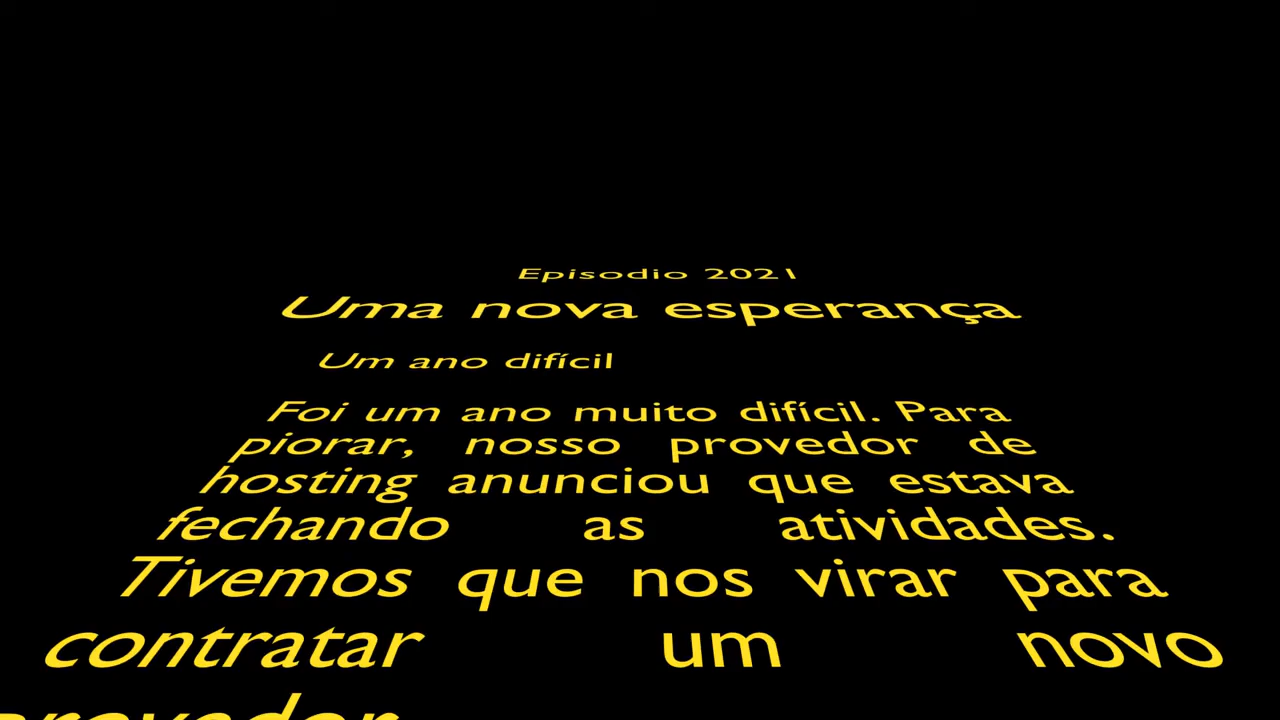 Episodio 2021
Uma nova esperança
Um ano difícil
Foi um ano muito difícil. Para
piorar, nosso provedor de
hosting anunciou que estava
fechando as atividades.
Tivemos que nos virar para
contratar um novo
provedor